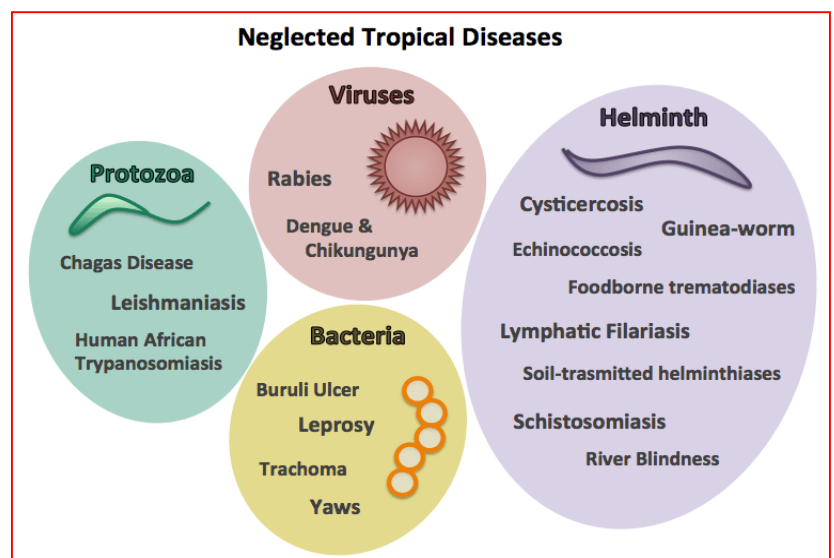 Neglected Tropical Diseases
Viruses
Rabies
Dengue &
Chikungunya
Helminth
Cysticercosis
Guinea-worm
Echinococcosis
Foodborne trematodiases
Lymphatic Filariasis
Soil-trasmitted helminthiases
Schistosomiasis
River Blindness
Protozoa
Chagas Disease
Leishmaniasis
Human African
Trypanosomiasis
Bacteria
Buruli Ulcer
Leprosy
Trachoma
Yaws